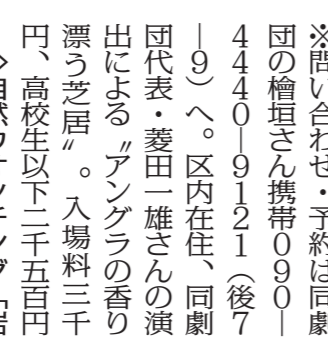 ※問い合わせ・予約は同劇
団の檜垣さん携帯090―
4440―9121（後7
―9）へ。区内在住、同劇
団代表・菱田一雄さんの演
出による〝アングラの香り
漂う芝居〟。入場料三千
円、高校生以下二千五百円